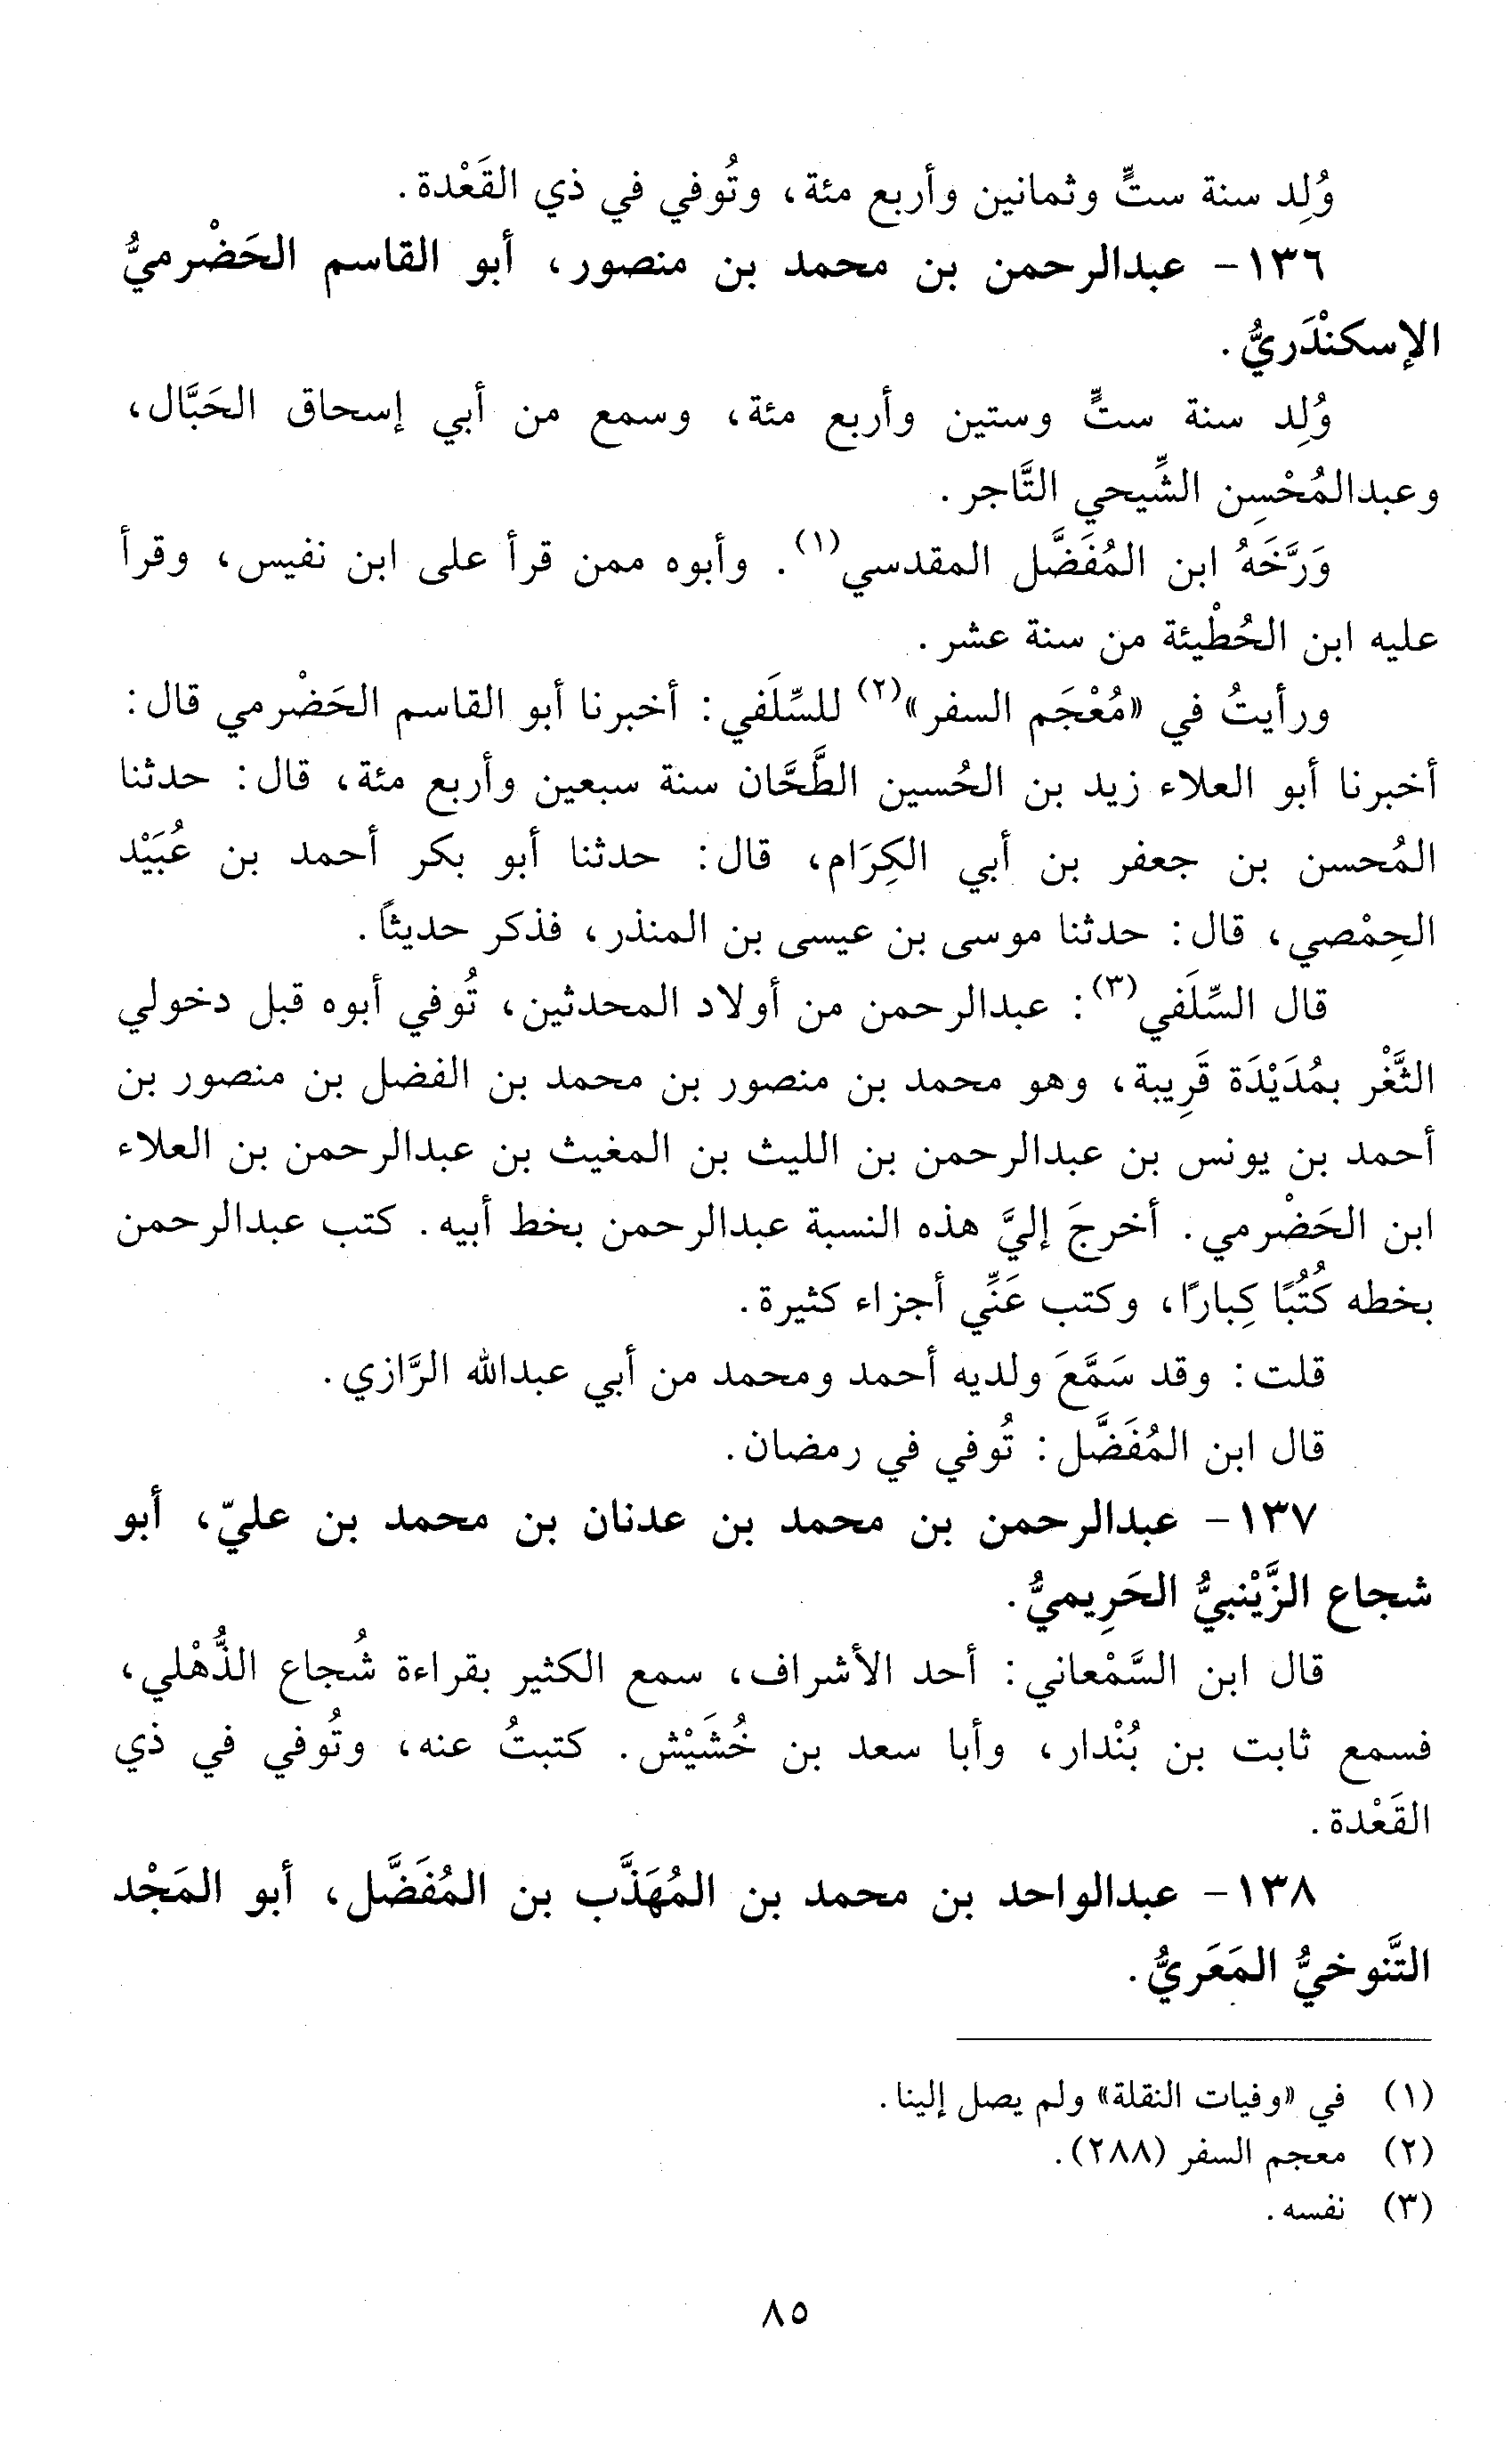 وُلِد سنة ستٍّ وثمانين وأربع مئة، وتُوفي في ذي القَعْدة.
١٣٦- عبدالرحمن بن محمد بن منصور، أبو القاسم الحَضْرميُّ
الإسكنْدَريُّ.
وُلِد سنة ستٍّ وستين وأربع مئة، وسمع من أبي إسحاق الحَبَّال،
وعبدالمُحْسِن الشِّيحي التَّاجر.
وَرَّخَهُ ابن المُفَضَّل المقدسي(١). وأبوه ممن قرأ على ابن نفيس، وقرأ
عليه ابن الحُطْيئة من سنة عشر.
ورأيتُ في «مُعْجَم السفر»(٢) للسِّلَفي: أخبرنا أبو القاسم الحَضْرمي قال:
أخبرنا أبو العلاء زيد بن الحُسين الطَّحَّان سنة سبعين وأربع مئة، قال: حدثنا
المُحسن بن جعفر بن أبي الكِرَام، قال: حدثنا أبو بكر أحمد بن عُبَيْد
الحِمْصي، قال: حدثنا موسى بن عيسى بن المنذر، فذكر حديثاً.
قال السِّلَفي(٣): عبدالرحمن من أولاد المحدثين، تُوفي أبوه قبل دخولي
الثَّغْر بمُدَيْدَة قَرِيبة، وهو محمد بن منصور بن محمد بن الفضل بن منصور بن
أحمد بن يونس بن عبدالرحمن بن الليث بن المغيث بن عبدالرحمن بن العلاء
ابن الحَضْرمي. أخرجَ إليَّ هذه النسبة عبدالرحمن بخط أبيه. كتب عبدالرحمن
بخطه كُتُبًا كِبارًا، وكتب عَنِّي أجزاء كثيرة.
قلت: وقد سَمَّعَ ولديه أحمد ومحمد من أبي عبدالله الرَّازي.
قال ابن المُفَضَّل: تُوفي في رمضان.
١٣٧- عبدالرحمن بن محمد بن عدنان بن محمد بن عليّ، أبو
شجاع الزَّيْنبيُّ الحَرِيميُّ.
قال ابن السَّمْعاني: أحد الأشراف، سمع الكثير بقراءة شُجاع الذُّهْلي،
فسمع ثابت بن بُنْدار، وأبا سعد بن خُشَيْش. كتبتُ عنه، وتُوفي في ذي
القَعْدة.
١٣٨- عبدالواحد بن محمد بن المُهَذَّب بن المُفَضَّل، أبو المَجْد
التَّنوخيُّ المَعَريُّ.
(١) في «وفيات النقلة» ولم يصل إلينا.
(٢) معجم السفر (٢٨٨).
(٣) نفسه.
٨٥